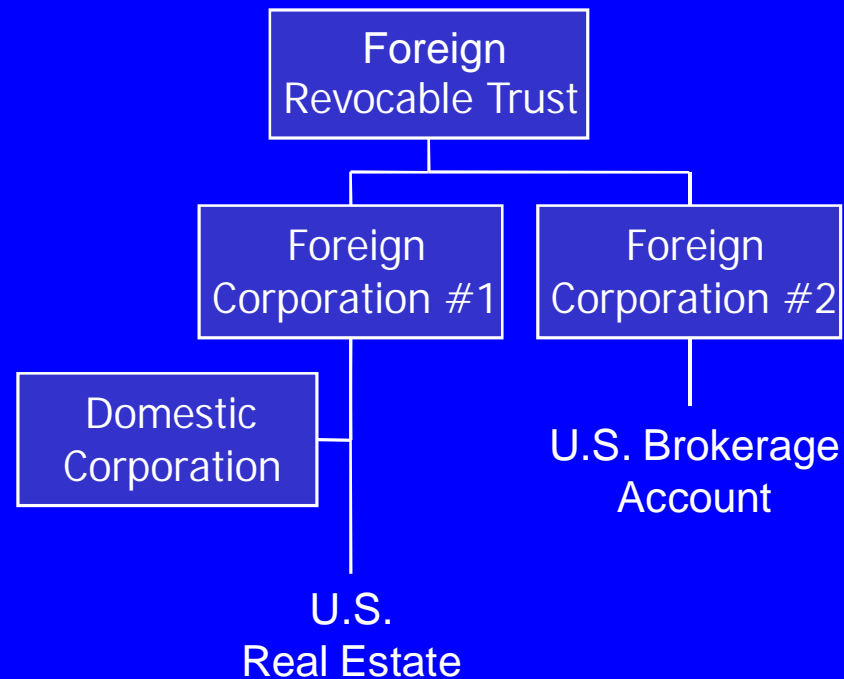 Foreign
Revocable Trust
Foreign
Corporation #1
Foreign
Corporation #2
Domestic
Corporation
U.S. Brokerage
Account
U.S.
Real Estate